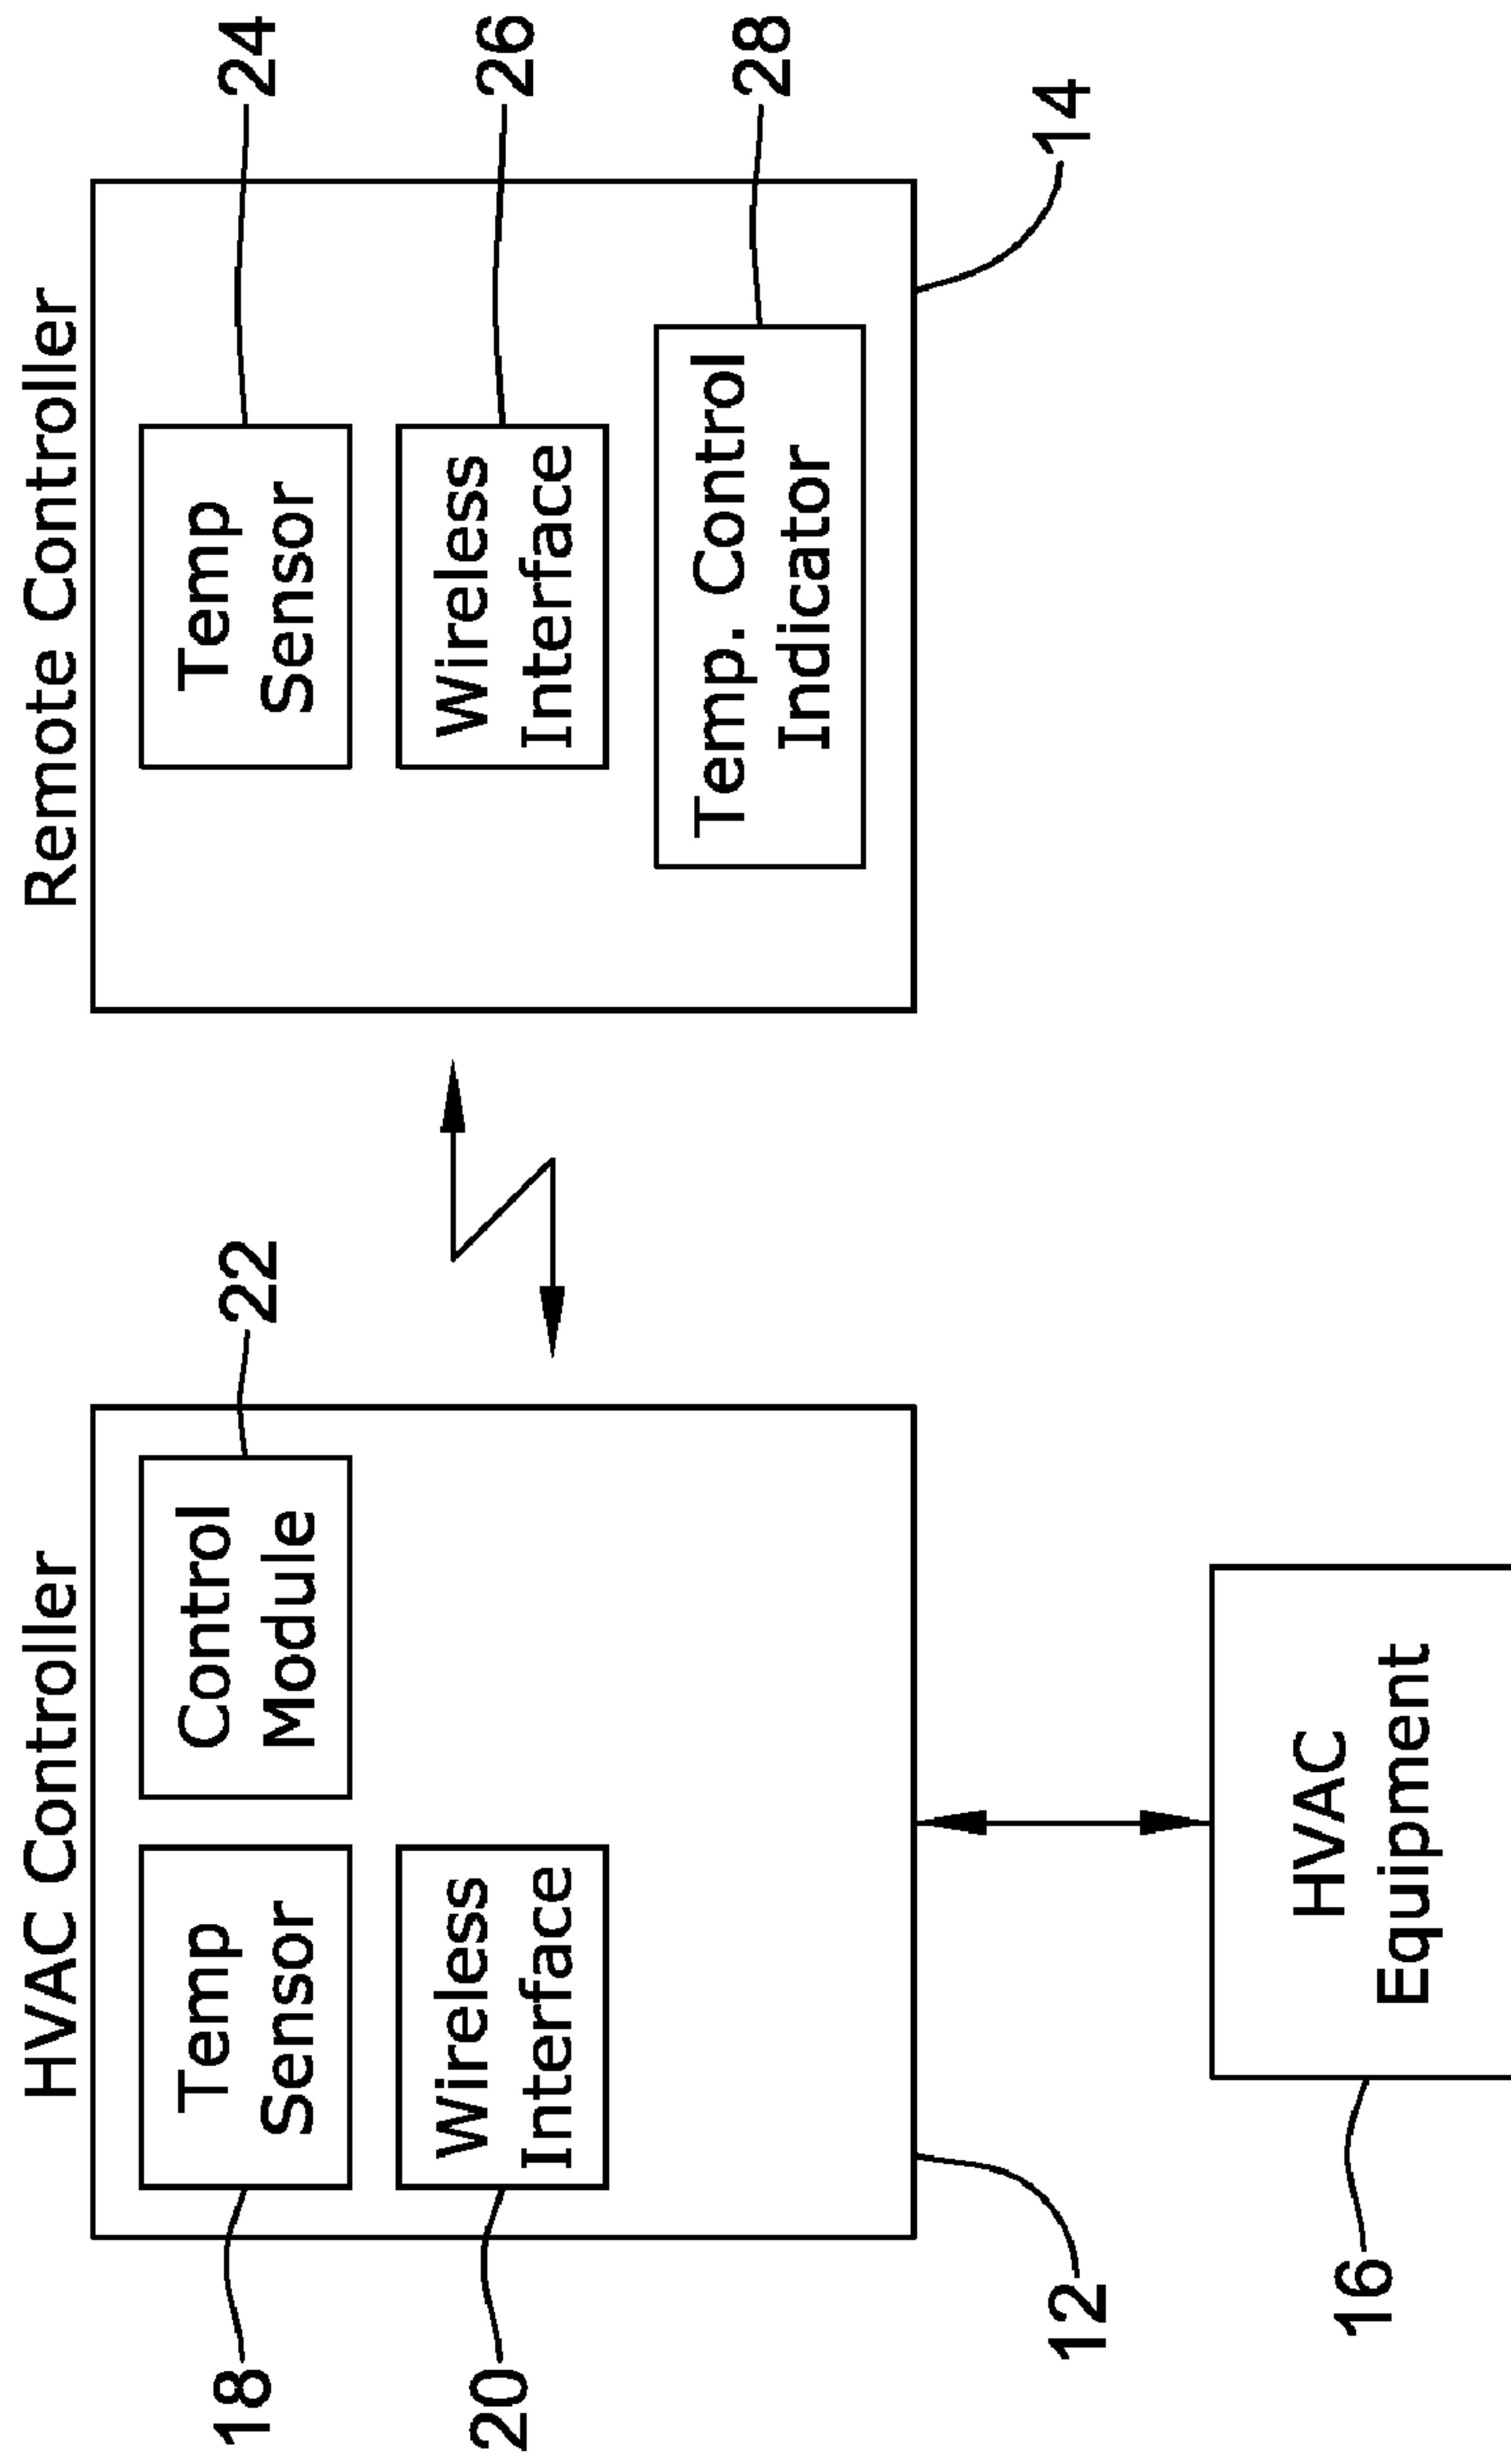 HVAC Controller
18
Temp
Sensor
Control
Module
22
20
Wireless
Interface
12
16
HVAC
Equipment
Remote Controller
Temp
Sensor
24
Wireless
Interface
26
Temp. Control
Indicator
28
14